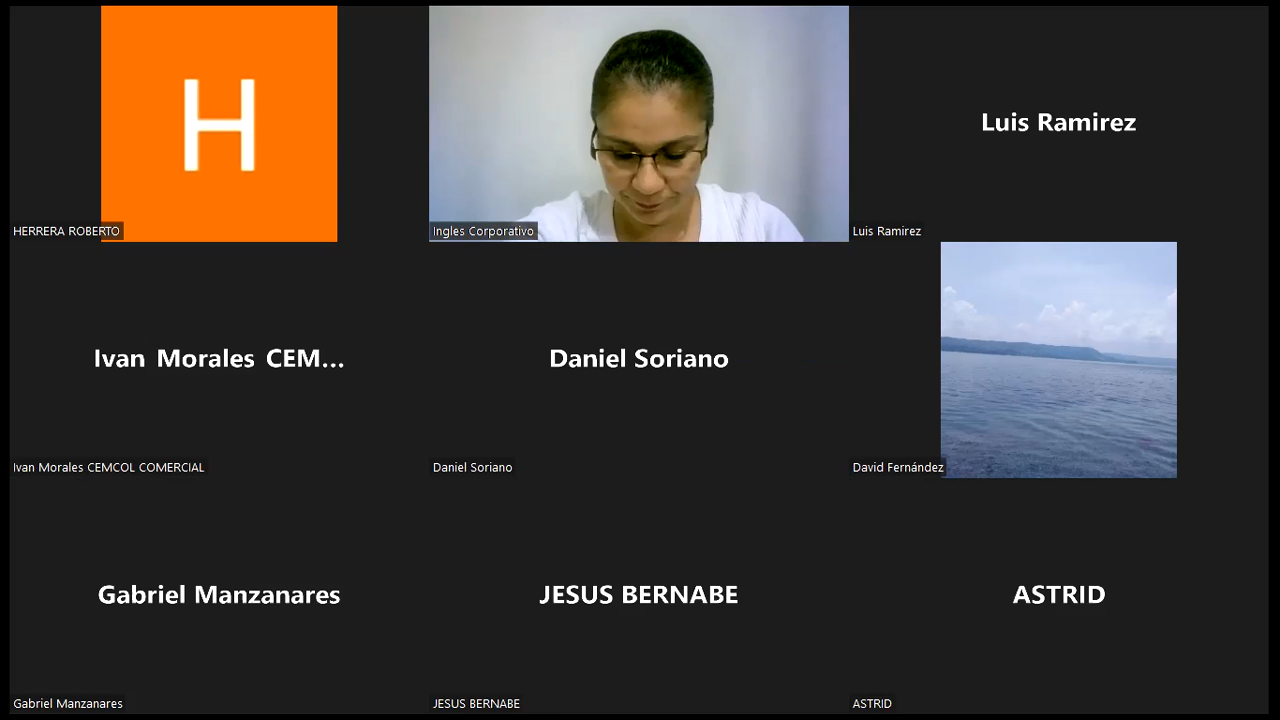 H
HERRERA ROBERTO
Ingles Corporativo
Luis Ramirez
Luis Ramirez
Ivan Morales CEM...
Ivan Morales CEMCOL COMERCIAL
Daniel Soriano
Daniel Soriano
David Fernández
Gabriel Manzanares
Gabriel Manzanares
JESUS BERNABE
JESUS BERNABE
ASTRID
ASTRID